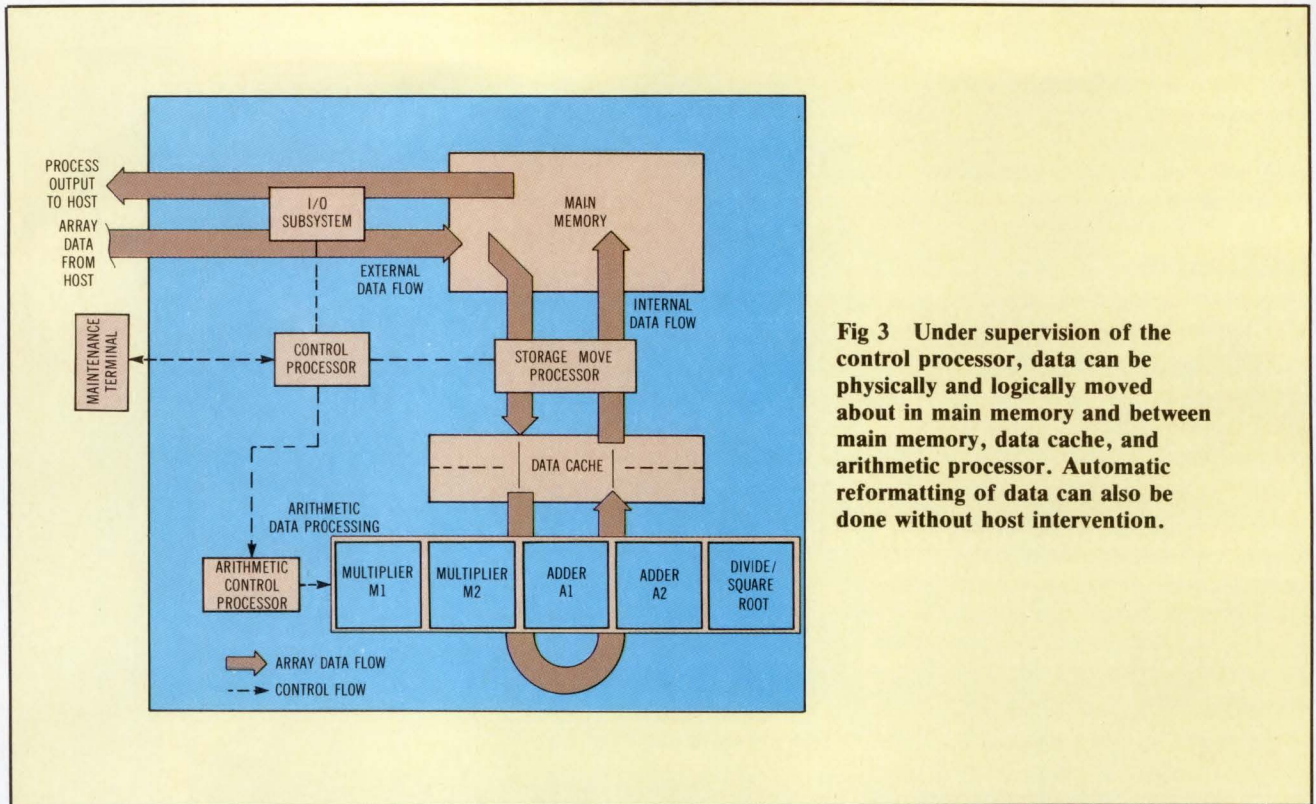 PROCESS
OUTPUT
TO HOST
I/O
SUBSYSTEM
MAIN
MEMORY
ARRAY
DATA
FROM
HOST
EXTERNAL
DATA FLOW
INTERNAL
DATA FLOW
MAINTENANCE
TERMINAL
CONTROL
PROCESSOR
STORAGE MOVE
PROCESSOR
DATA CACHE
ARITHMETIC
DATA PROCESSING
ARITHMETIC
CONTROL
PROCESSOR
MULTIPLIER
M1
MULTIPLIER
M2
ADDER
A1
ADDER
A2
DIVIDE/
SQUARE
ROOT
ARRAY DATA FLOW
CONTROL FLOW
Fig 3 Under supervision of the
control processor, data can be
physically and logically moved
about in main memory and between
main memory, data cache, and
arithmetic processor. Automatic
reformatting of data can also be
done without host intervention.